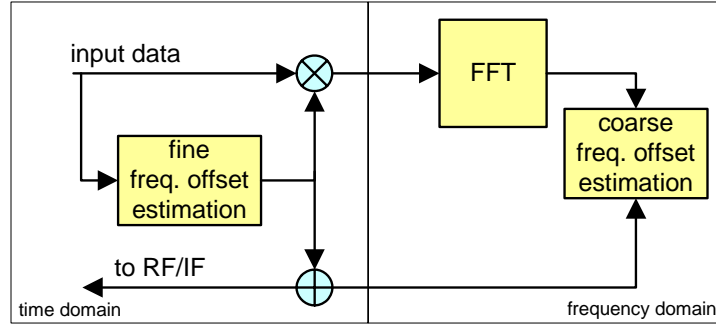 input data
FFT
fine
freq. offset
estimation
coarse
freq. offset
estimation
to RF/IF
time domain
frequency domain